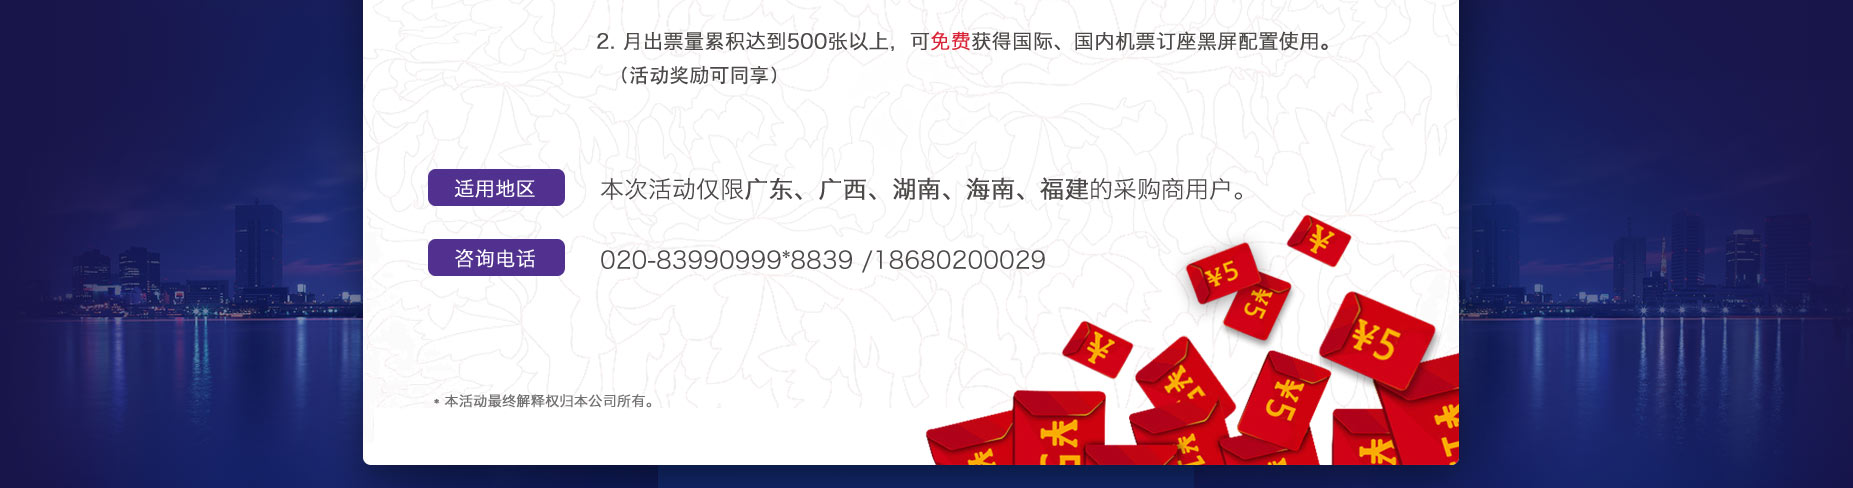 2. 月出票量累积达到500张以上，可免费获得国际、国内机票订座黑屏配置使用。
（活动奖励可同享）
适用地区 本次活动仅限广东、广西、湖南、海南、福建的采购商用户。
咨询电话 020-83990999*8839 /18680200029
¥
¥5
¥5
¥5
¥
¥5
¥5
¥5
* 本活动最终解释权归本公司所有。